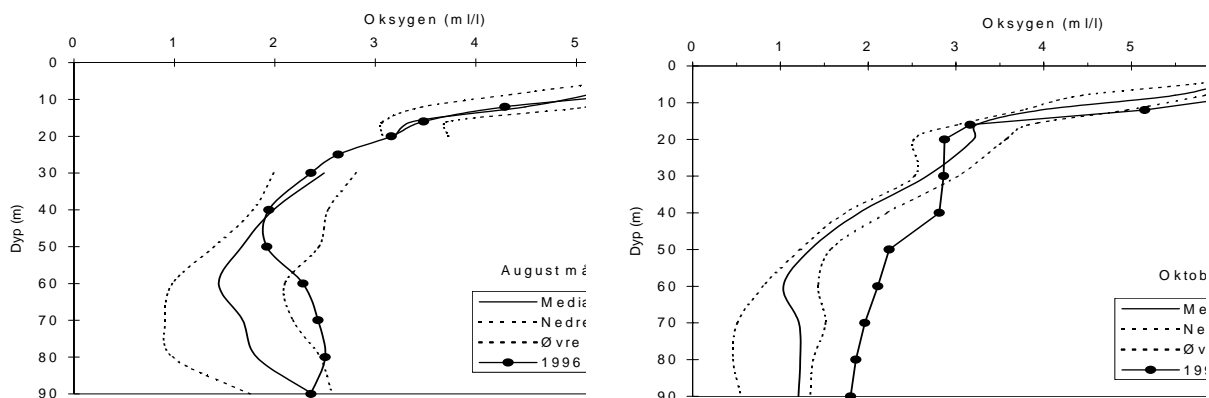 Oksygen (ml/l)
0 1 2 3 4 5
0
10
20
30
40
50
60
70
80
90
Dyp (m)
August må
Media
Nedre
Øvre
1996
Oksygen (ml/l)
0 1 2 3 4 5
0
10
20
30
40
50
60
70
80
90
Dyp (m)
Oktob
Me
Ne
Øv
199